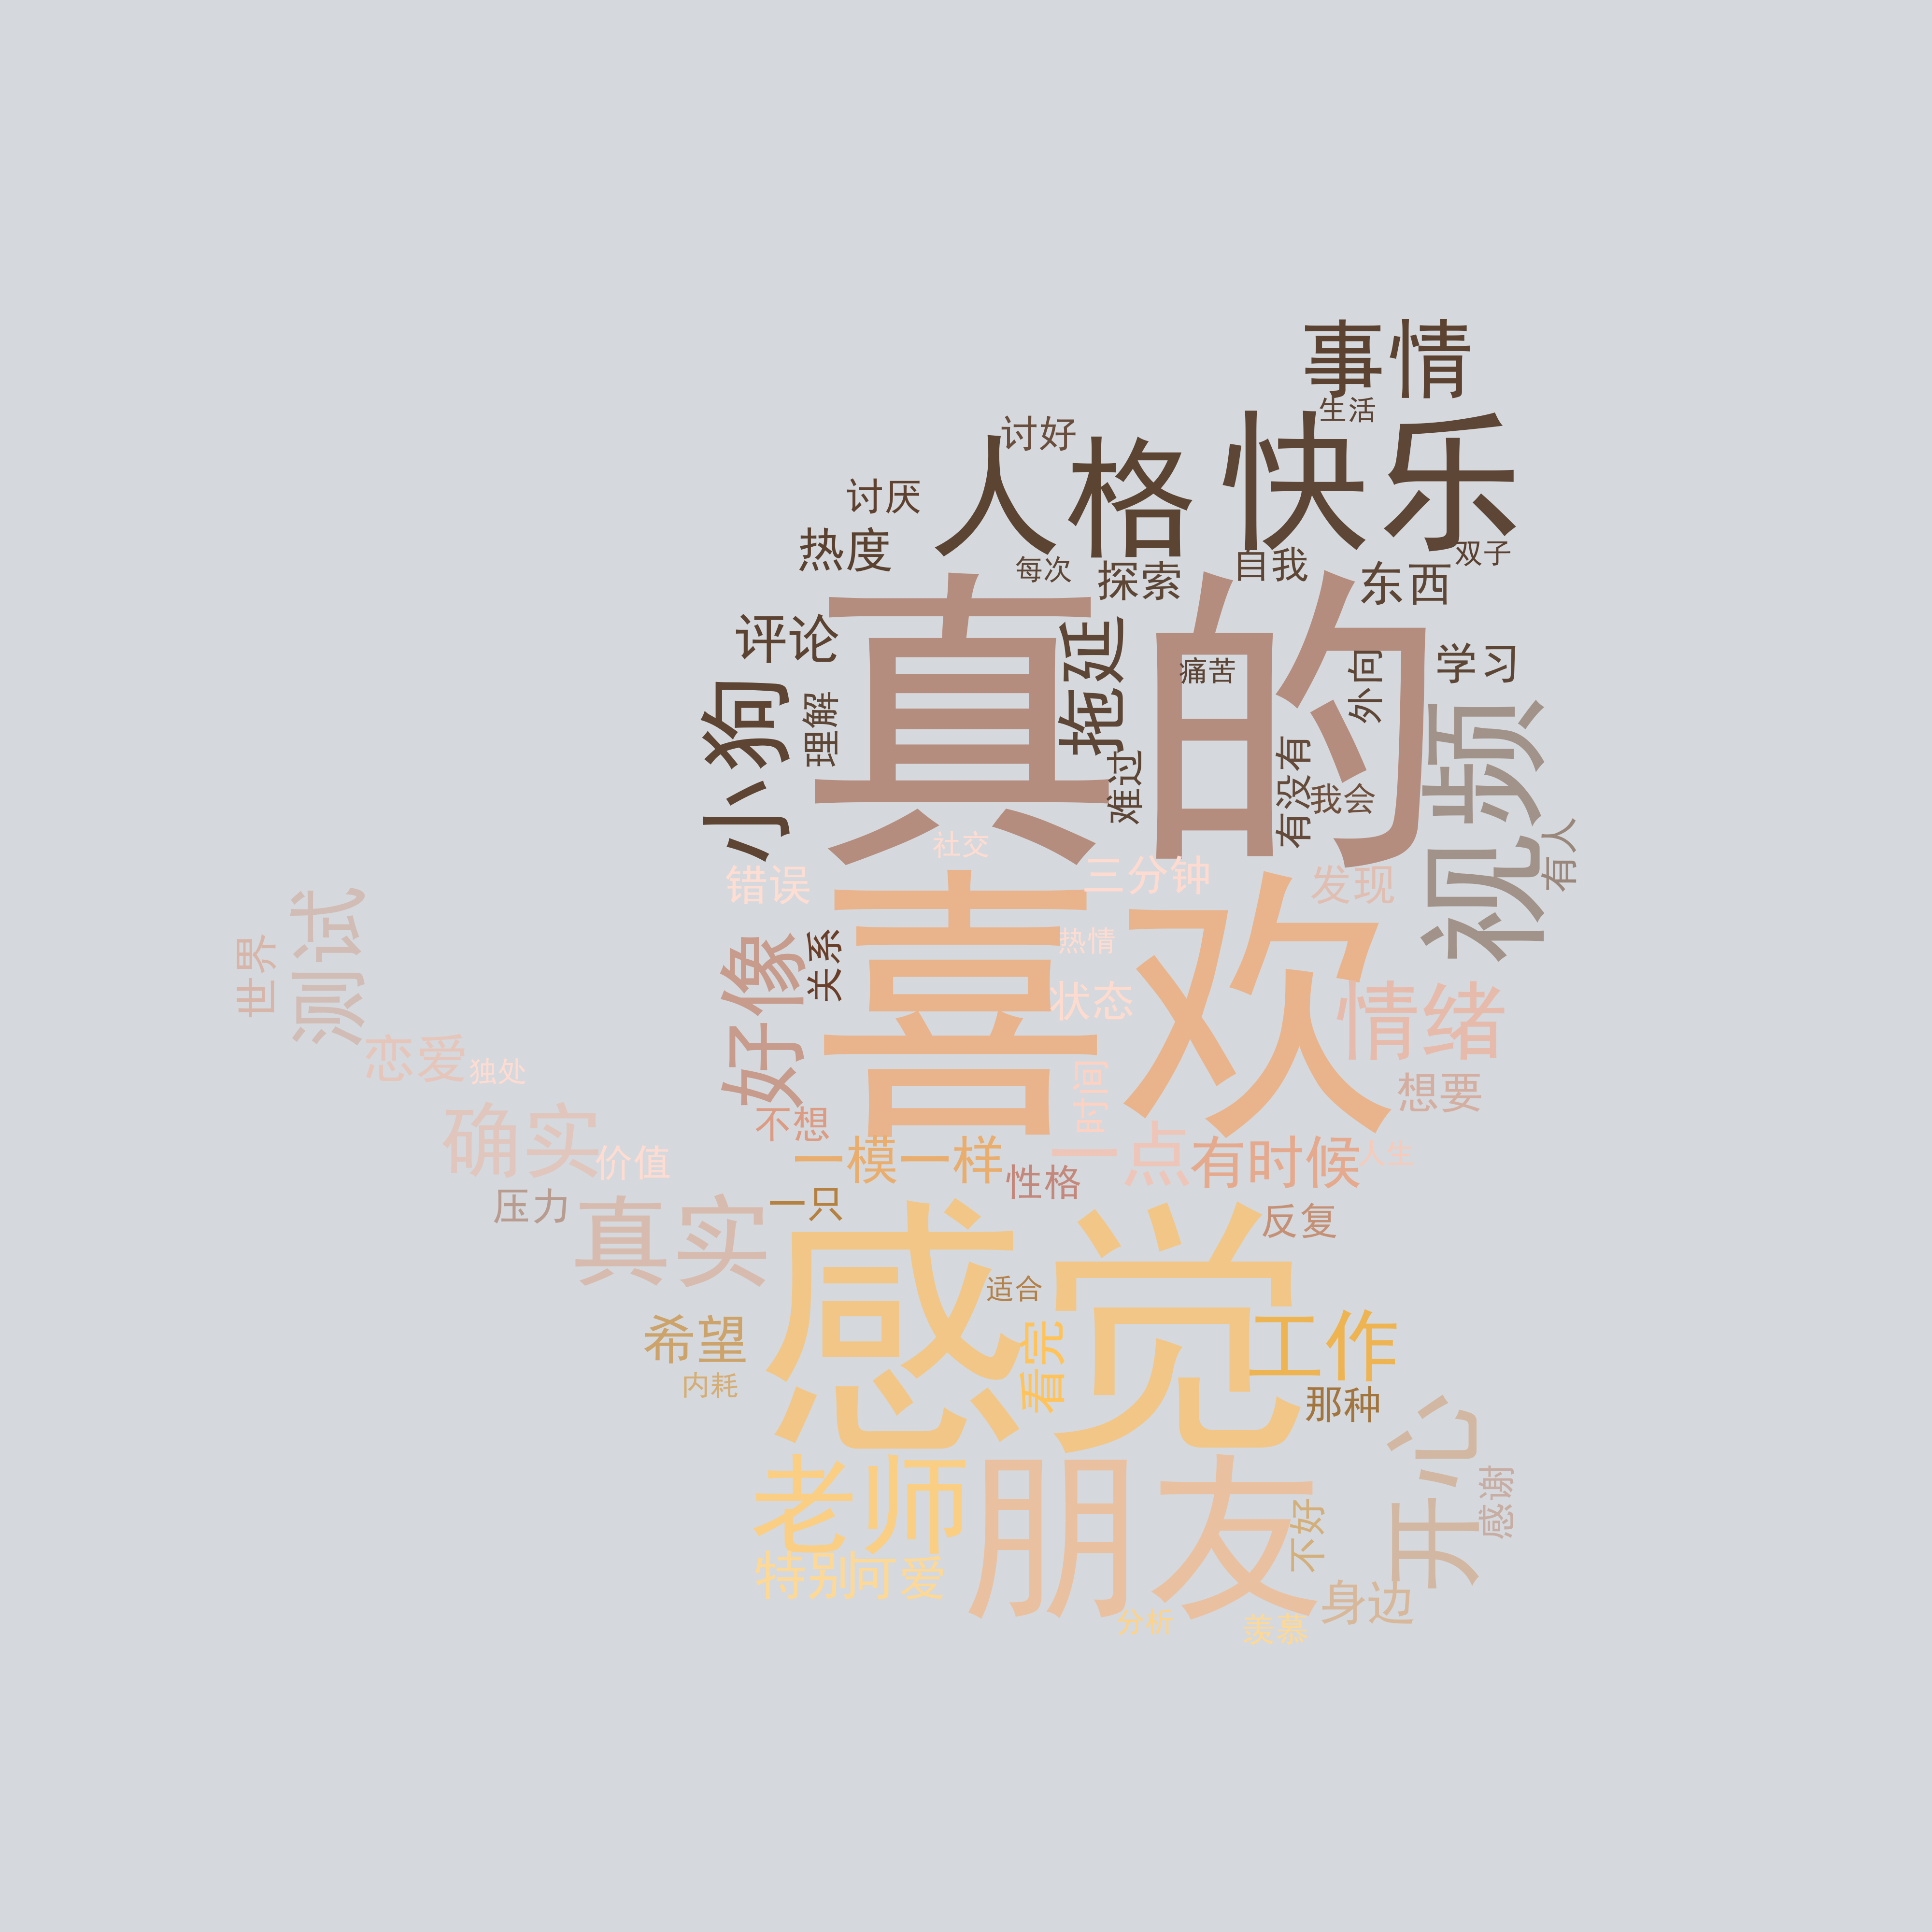 事情
生活
讨好
人格
快乐
讨厌
热度
每次
探索
自我
双子
东西
评论
真的
拖延
痛苦
外向
学习
小狗
理解
难过
有没有
我会
视频
有人
社交
错误
三分钟
发现
喜欢
测试
世界
好像
关系
热情
状态
情绪
恋爱
独处
时间
想要
确实
价值
不想
一模一样
性格
一点
有时候
人生
压力
真实
一只
反复
感觉
适合
希望
内耗
看完
工作
那种
开心
感谢
老师
朋友
不好
特别
可爱
身边
分析
羡慕